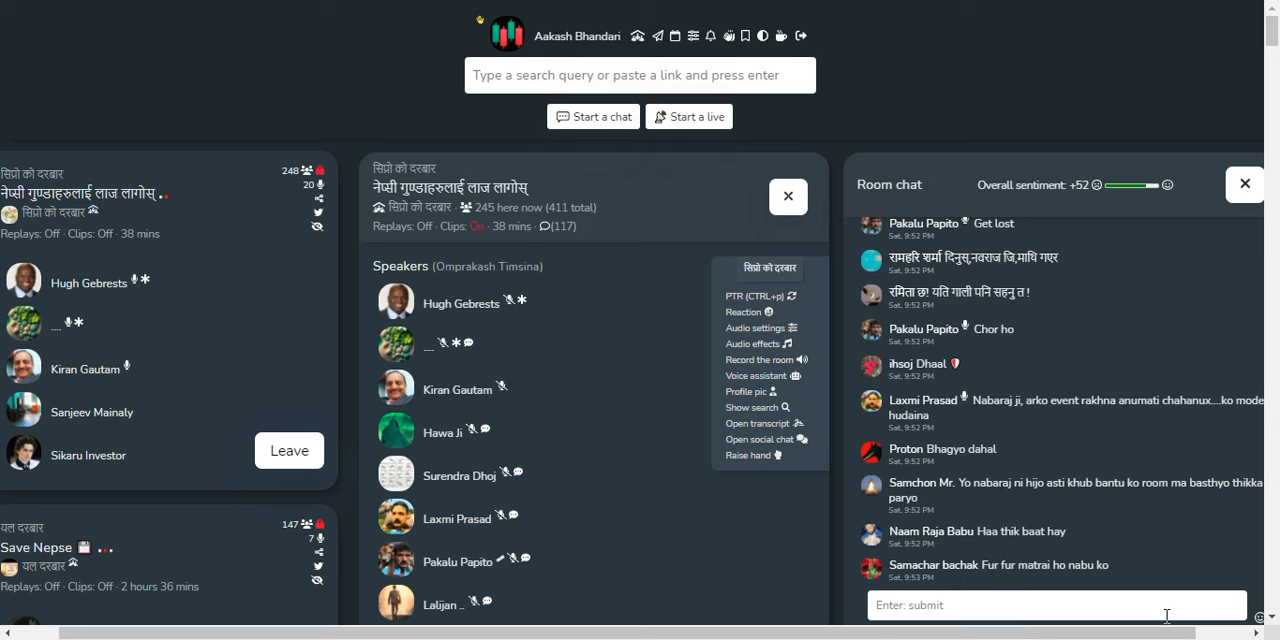 Aakash Bhandari
Type a search query or paste a link and press enter
Start a chat
Start a live
सिप्रो को दरबार
248
नेप्सी गुण्डाहरुलाई लाज लागोस्
20
सिप्रो को दरबार
Replays: Off · Clips: Off · 38 mins
Hugh Gebrests
....
Kiran Gautam
Sanjeev Mainaly
Sikaru Investor
Leave
यल दरबार
147
Save Nepse
7
यल दरबार
Replays: Off · Clips: Off · 2 hours 36 mins
सिप्रो को दरबार
नेप्सी गुण्डाहरुलाई लाज लागोस्
सिप्रो को दरबार · 245 here now (411 total)
Replays: Off · Clips: On · 38 mins · (117)
Speakers (Omprakash Timsina)
Hugh Gebrests
....
Kiran Gautam
Hawa Ji
Surendra Dhoj
Laxmi Prasad
Pakalu Papito
Lalijan ..
सिप्रो को दरबार
PTR (CTRL+p)
Reaction
Audio settings
Audio effects
Record the room
Voice assistant
Profile pic
Show search
Open transcript
Open social chat
Raise hand
Room chat
Overall sentiment: +52
Pakalu Papito Get lost
Sat, 9:52 PM
रामहरि शर्मा दिनुस्,नवराज जि,माथि गएर
Sat, 9:52 PM
रमिता छ! यति गाली पनि सहनु त !
Sat, 9:52 PM
Pakalu Papito Chor ho
Sat, 9:52 PM
ihsoj Dhaal
Sat, 9:52 PM
Laxmi Prasad Nabaraj ji, arko event rakhna anumati chahanux....ko mode
hudaina
Sat, 9:52 PM
Proton Bhagyo dahal
Sat, 9:52 PM
Samchon Mr. Yo nabaraj ni hijo asti khub bantu ko room ma basthyo thikka
paryo
Sat, 9:52 PM
Naam Raja Babu Haa thik baat hay
Sat, 9:52 PM
Samachar bachak Fur fur matrai ho nabu ko
Sat, 9:53 PM
Enter: submit